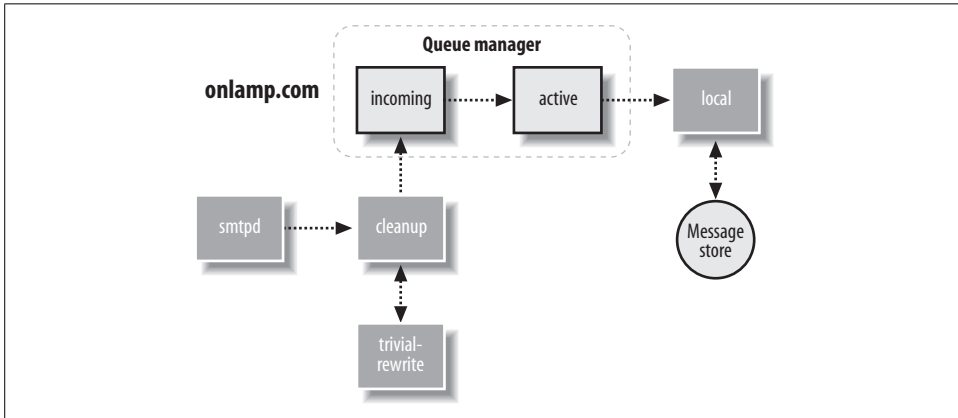 Queue manager
onlamp.com
incoming
active
local
smtpd
cleanup
Message
store
trivial-
rewrite